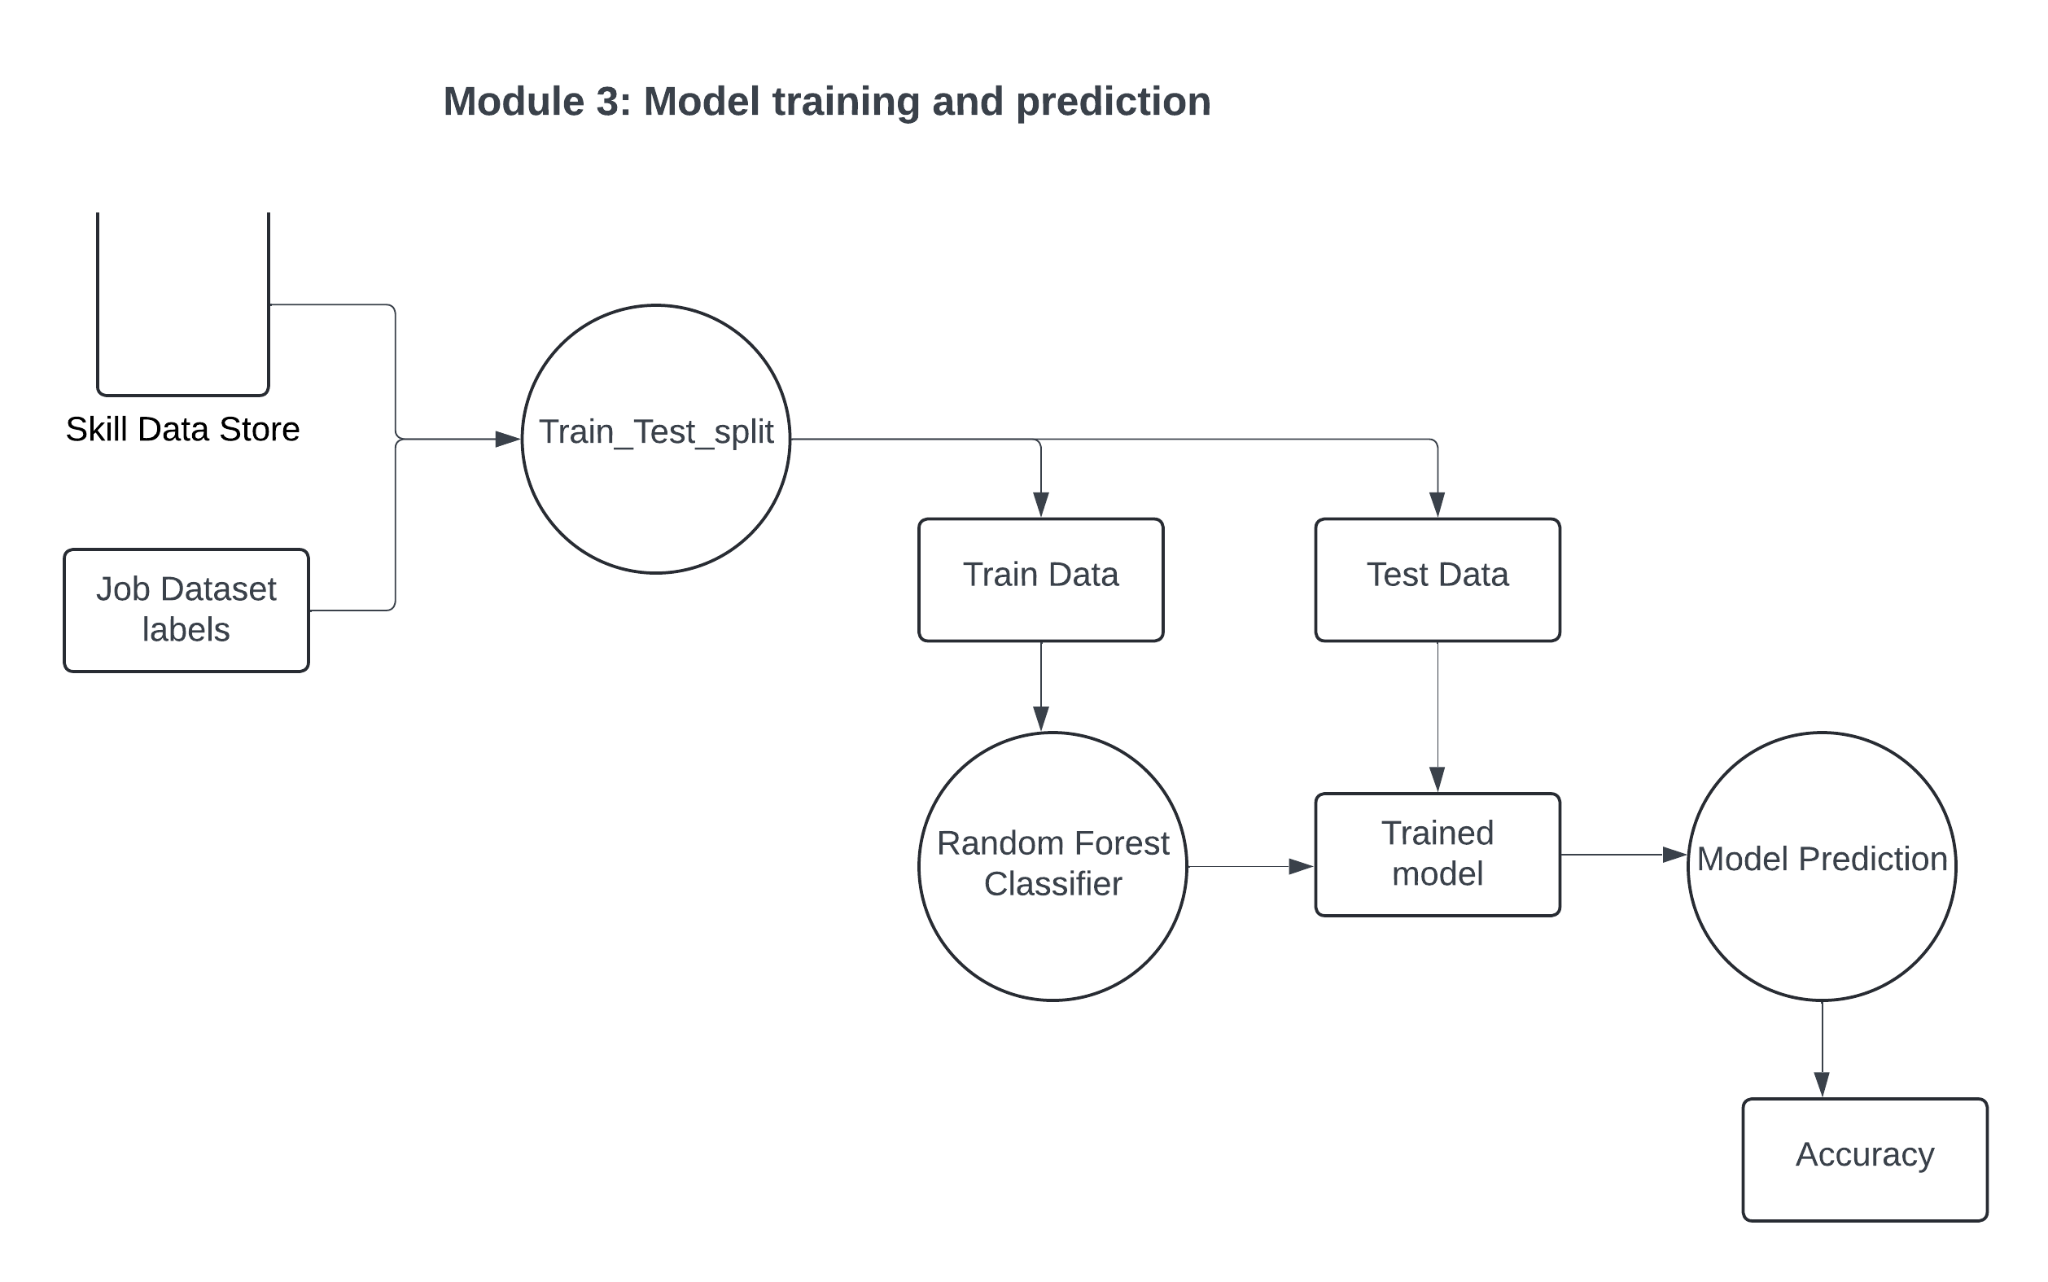 Module 3: Model training and prediction
Skill Data Store
Train_Test_split
Job Dataset
labels
Train Data
Test Data
Random Forest
Classifier
Trained
model
Model Prediction
Accuracy